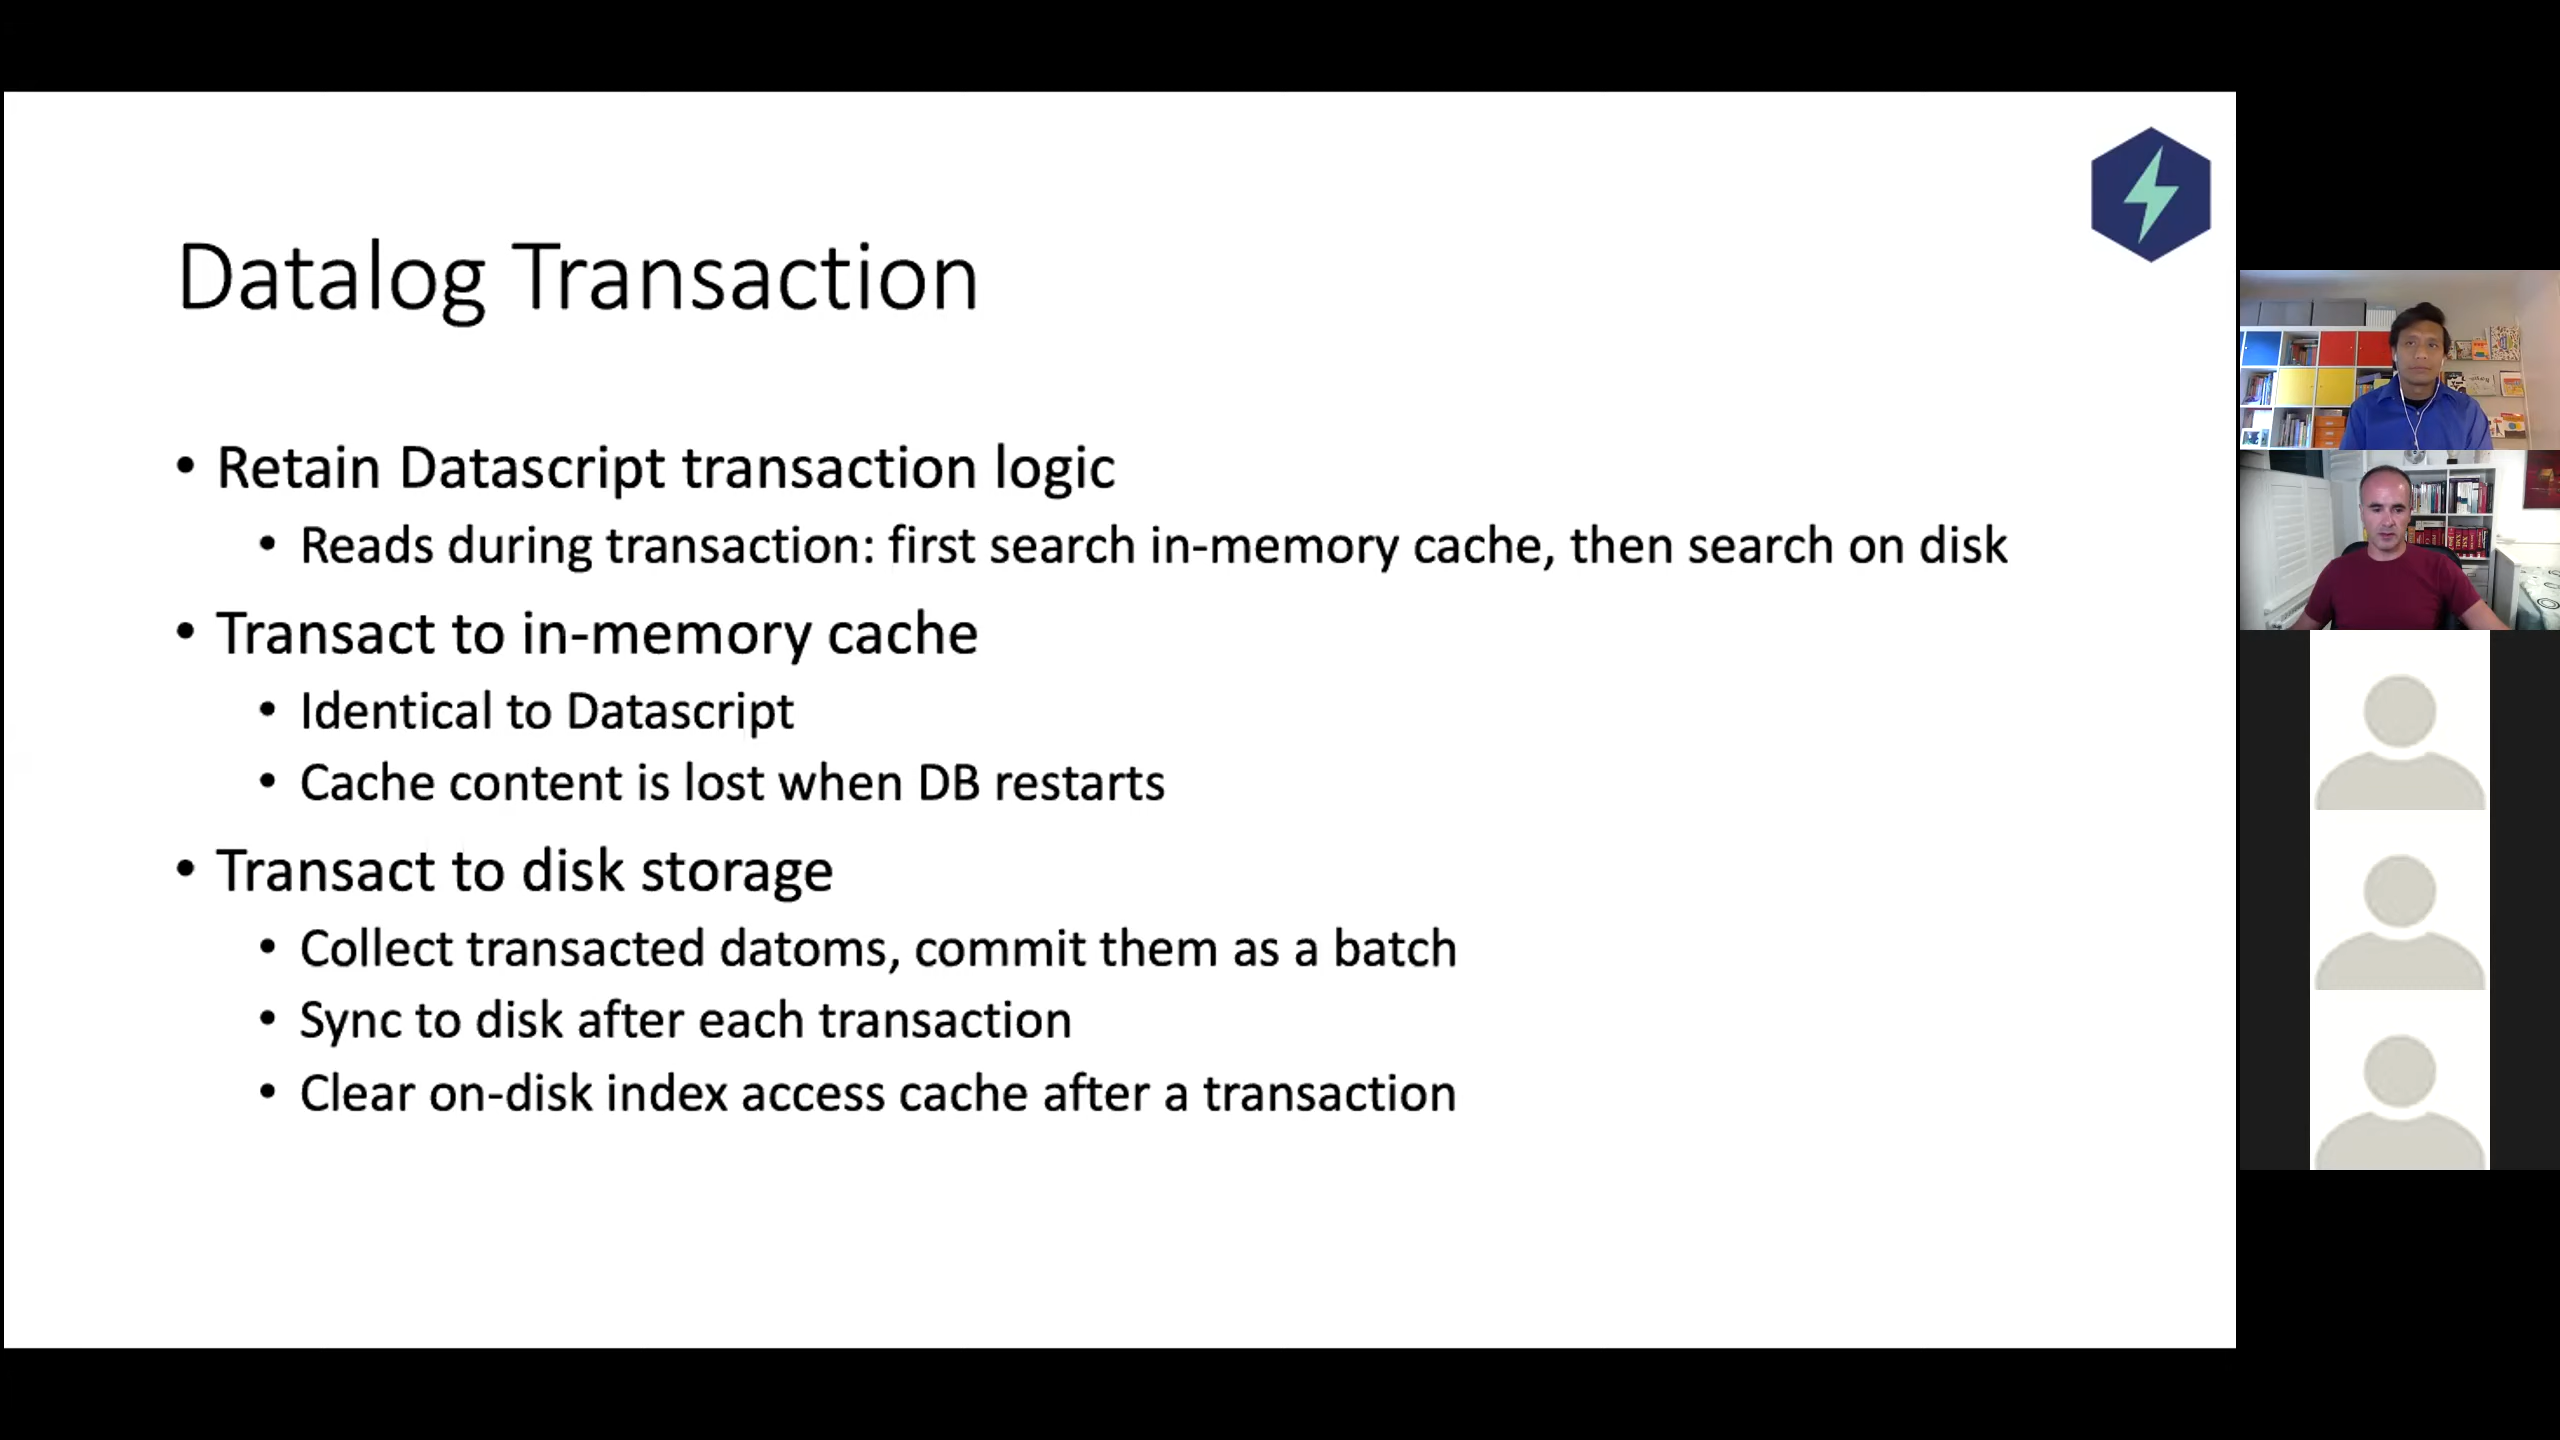 Datalog Transaction
• Retain Datascript transaction logic
• Reads during transaction: first search in-memory cache, then search on disk
• Transact to in-memory cache
• Identical to Datascript
• Cache content is lost when DB restarts
• Transact to disk storage
• Collect transacted datoms, commit them as a batch
• Sync to disk after each transaction
• Clear on-disk index access cache after a transaction